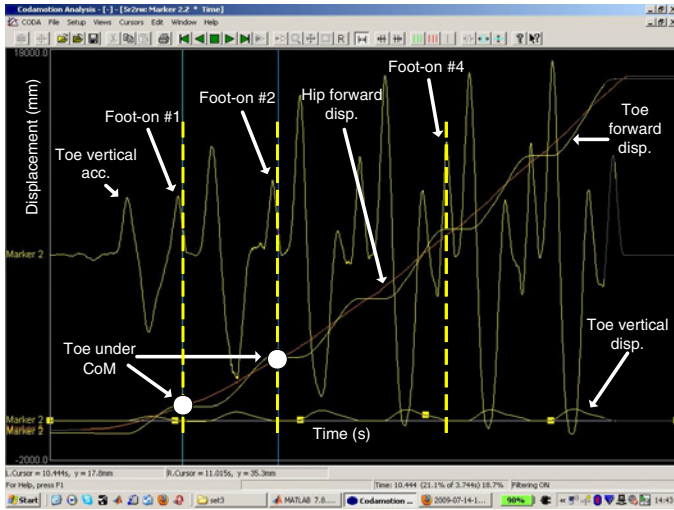 Codamotion Analysis - [-] - [Sr2rw: Marker 2.2 * Time]
CODA File Setup Views Cursors Edit Window Help
R
19000.0
Displacement (mm)
Foot-on #1
Foot-on #2
Hip forward
disp.
Foot-on #4
Toe
forward
disp.
Toe vertical
acc.
Marker 2
Toe under
CoM
Toe vertical
disp.
Marker 2
Marker 2
Time (s)
-2000.0
L.Cursor = 10.444s, y = 17.8mm
R.Cursor = 11.015s, y = 35.3mm
For Help, press F1
Time: 10.444 (21.1% of 3.744s) 18.7%
Filtering ON
Start
set3
MATLAB 7.8....
Codamotion ...
2009-07-14-1...
98%
14:43